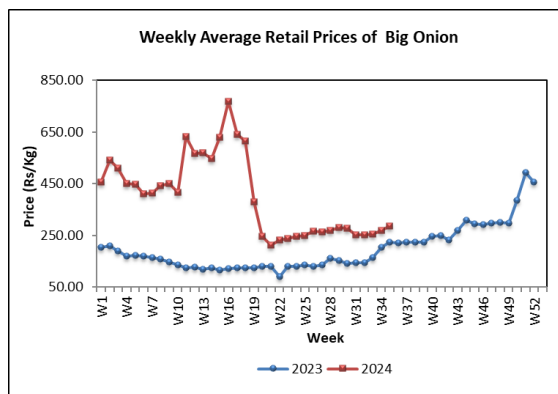 Weekly Average Retail Prices of Big Onion
850.00
650.00
450.00
250.00
50.00
Price (Rs/Kg)
W1
W4
W7
W10
W13
W16
W19
W22
W25
W28
W31
W34
W37
W40
W43
W46
W49
W52
Week
2023
2024